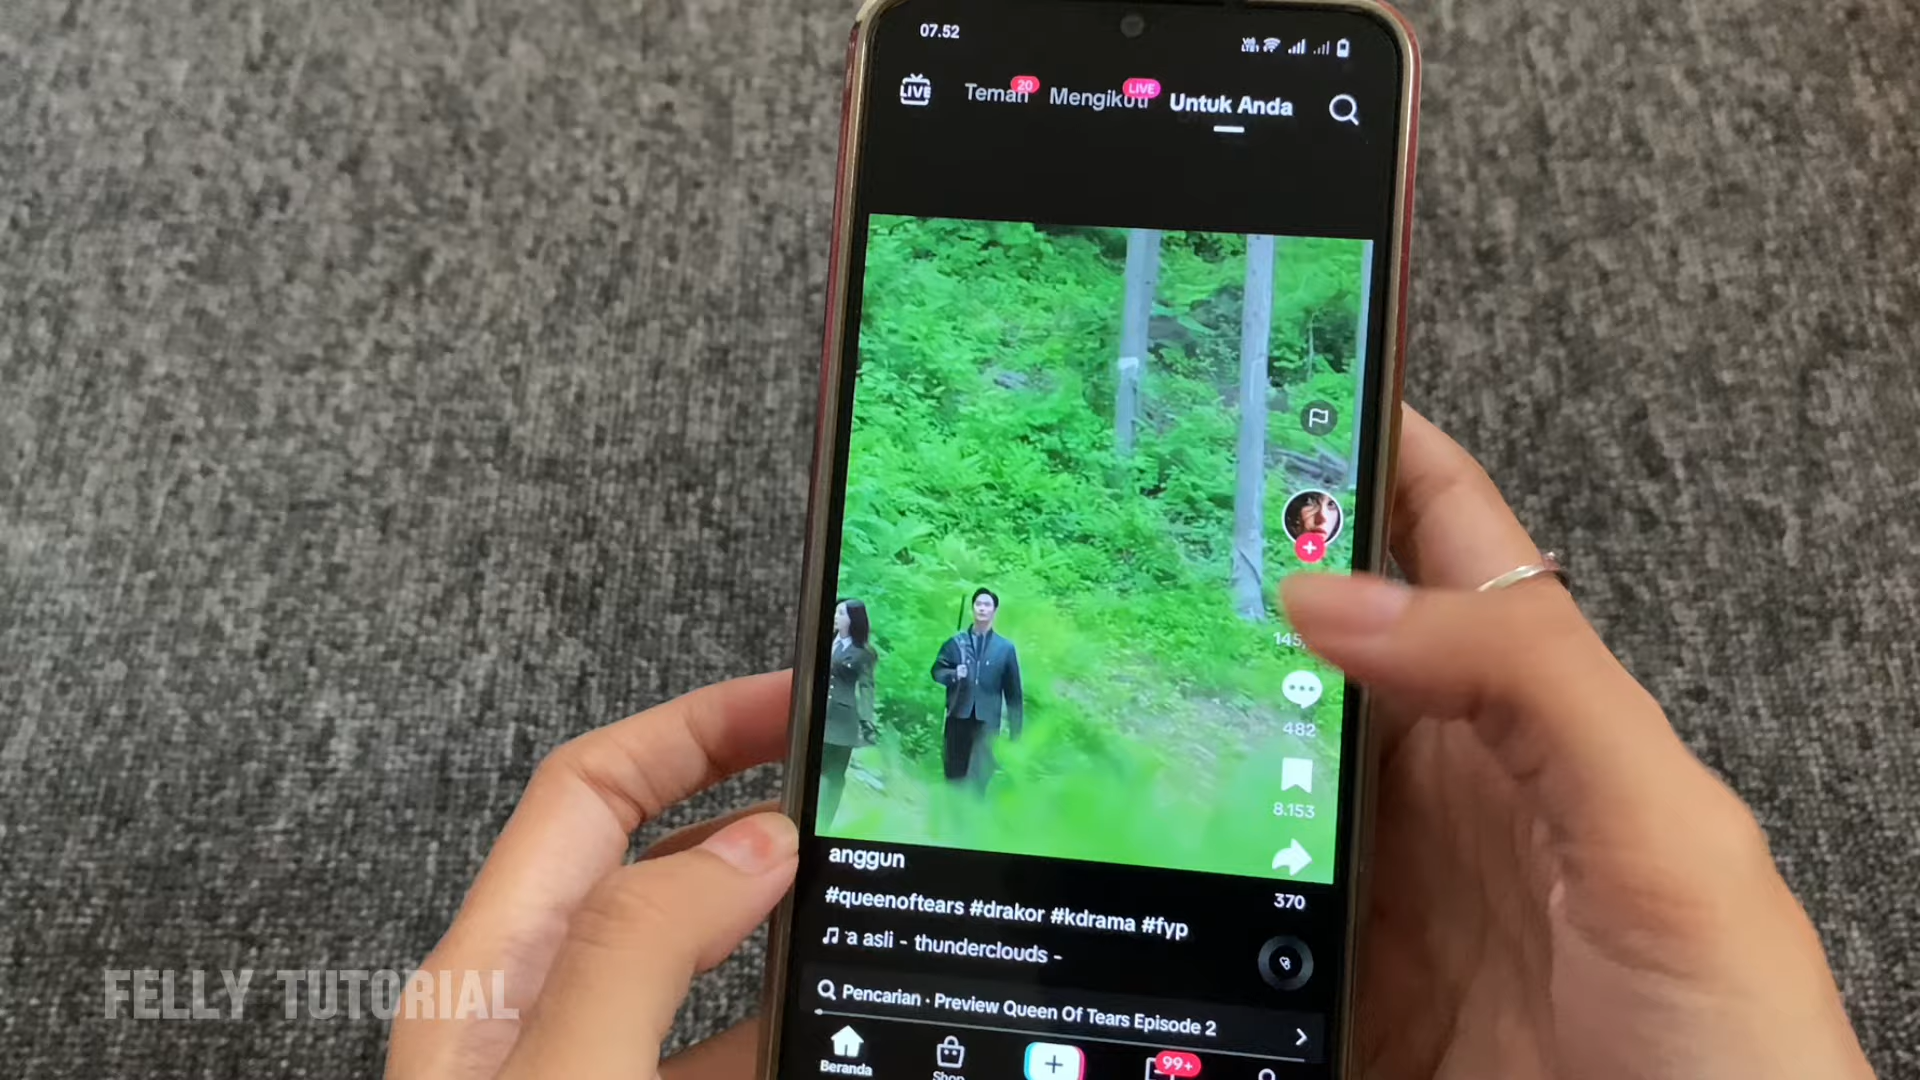 07.52
LIVE
Teman 20
Mengikuti LIVE
Untuk Anda
482
8.153
370
anggun
#queenoftears #drakor #kdrama #fyp
a asli - thunderclouds -
Pencarian · Preview Queen Of Tears Episode 2
Beranda
Shop
99+
FELLY TUTORIAL